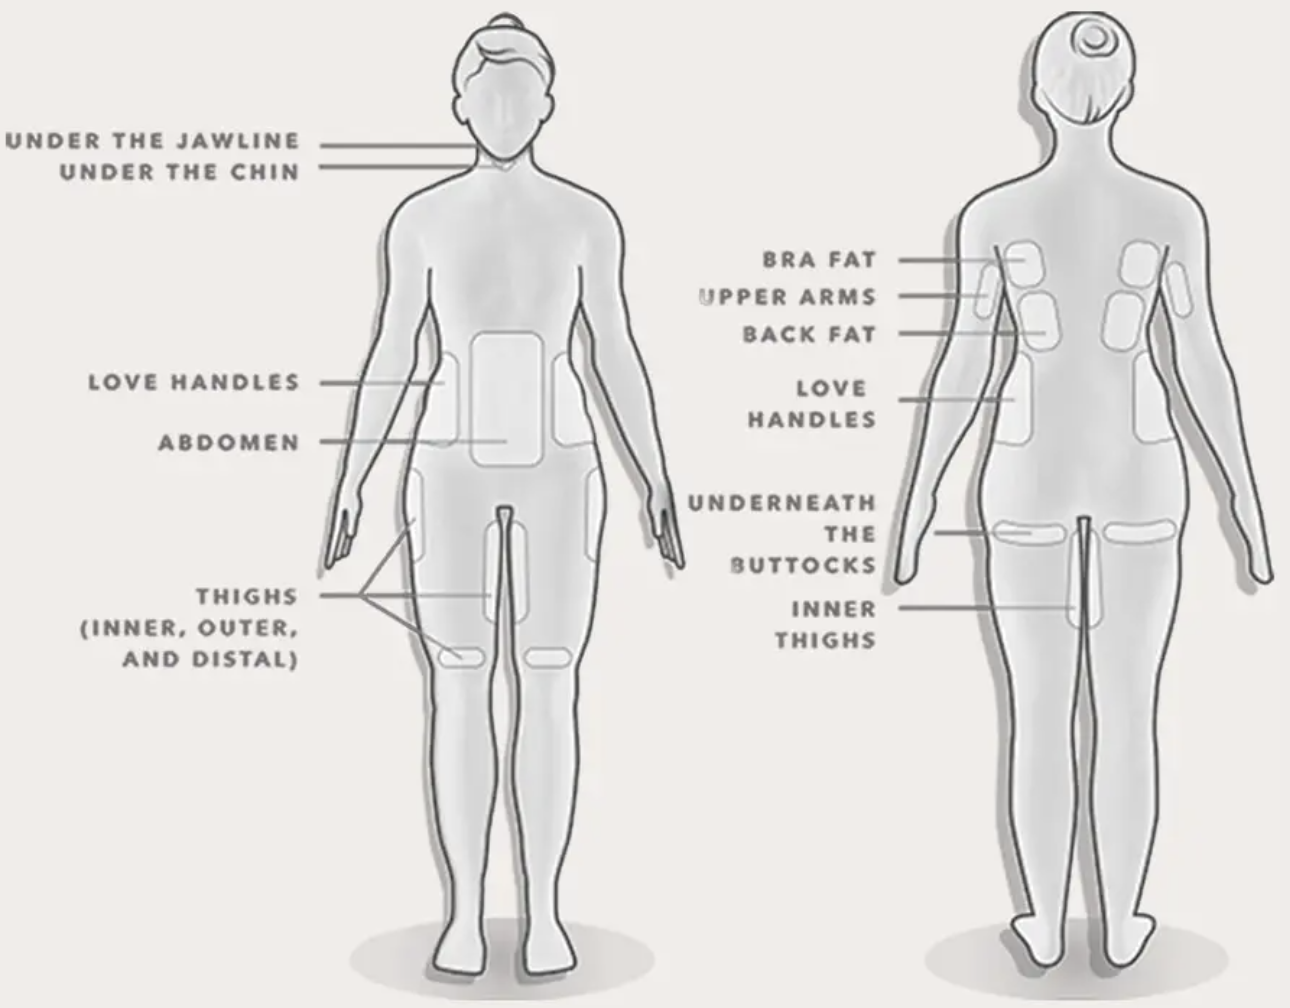 UNDER THE JAWLINE
UNDER THE CHIN
LOVE HANDLES
ABDOMEN
THIGHS
(INNER, OUTER,
AND DISTAL)
BRA FAT
UPPER ARMS
BACK FAT
LOVE
HANDLES
UNDERNEATH
THE
BUTTOCKS
INNER
THIGHS